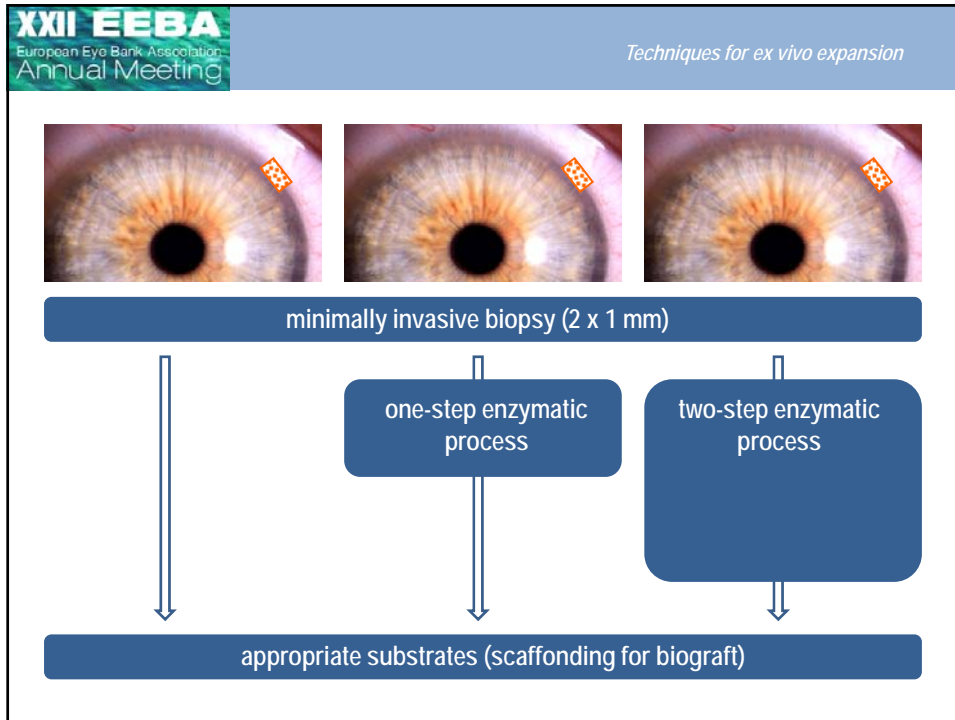 XXII EEBA
European Eye Bank Association
Annual Meeting
Techniques for ex vivo expansion
minimally invasive biopsy (2 x 1 mm)
one-step enzymatic
process
two-step enzymatic
process
appropriate substrates (scaffonding for biograft)